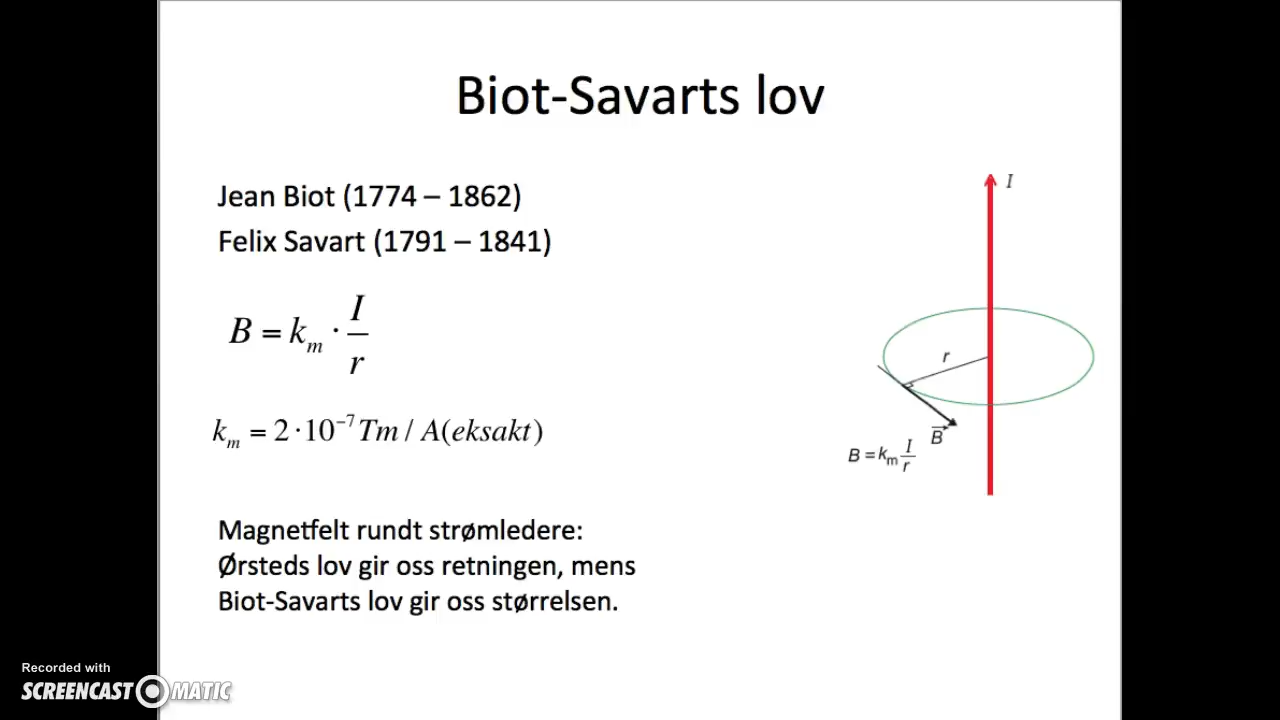 Biot-Savarts lov
Jean Biot (1774 – 1862)
Felix Savart (1791 – 1841)
B = k_m · I/r
k_m = 2·10⁻⁷ Tm / A(eksakt)
Magnetfelt rundt strømledere:
Ørsteds lov gir oss retningen, mens
Biot-Savarts lov gir oss størrelsen.
I
r
B⃗
B = k_m I/r
Recorded with
SCREENCAST O MATIC